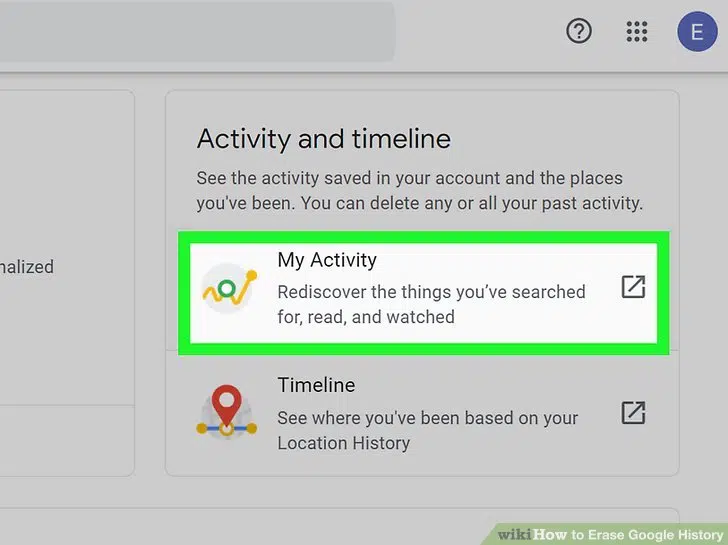 E
Activity and timeline
See the activity saved in your account and the places
you've been. You can delete any or all your past activity.
nalized
My Activity
Rediscover the things you’ve searched
for, read, and watched
Timeline
See where you've been based on your
Location History
wikiHow to Erase Google History